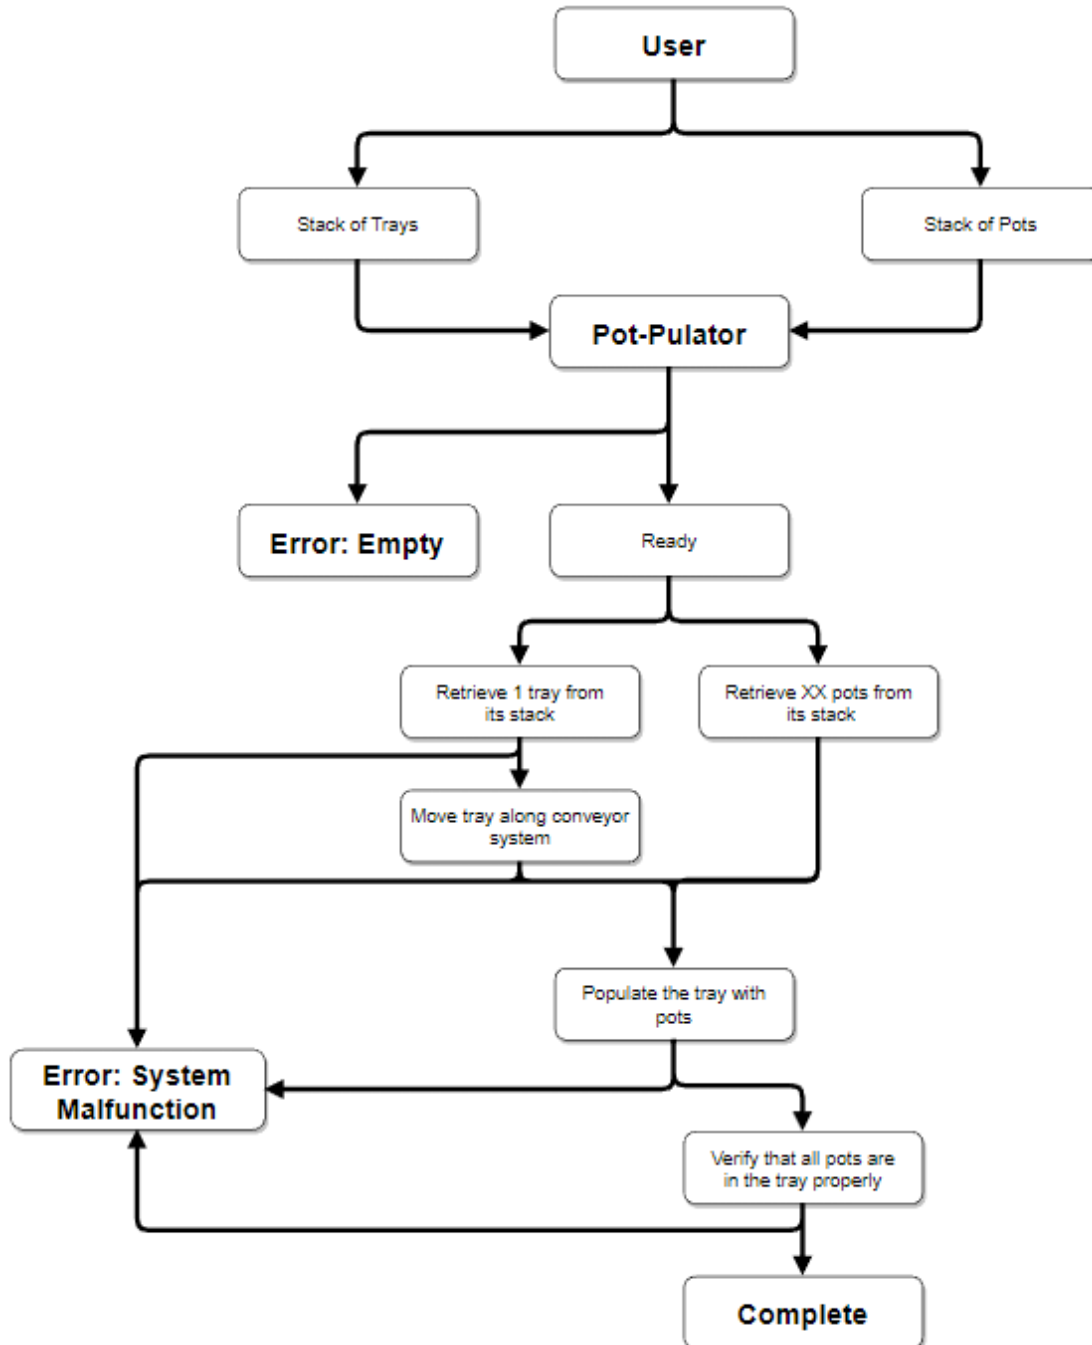 User
Stack of Trays
Stack of Pots
Pot-Pulator
Error: Empty
Ready
Retrieve 1 tray from
its stack
Retrieve XX pots from
its stack
Move tray along conveyor
system
Populate the tray with
pots
Error: System
Malfunction
Verify that all pots are
in the tray properly
Complete